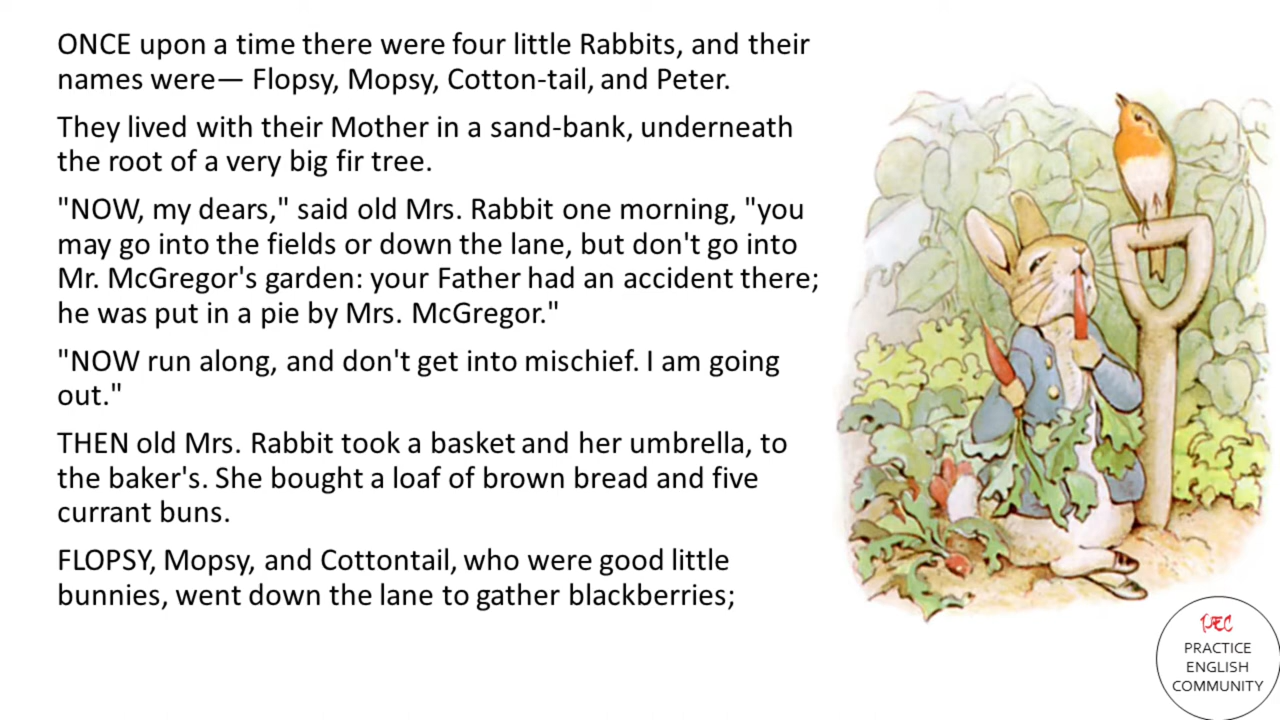 ONCE upon a time there were four little Rabbits, and their
names were— Flopsy, Mopsy, Cotton-tail, and Peter.
They lived with their Mother in a sand-bank, underneath
the root of a very big fir tree.
"NOW, my dears," said old Mrs. Rabbit one morning, "you
may go into the fields or down the lane, but don't go into
Mr. McGregor's garden: your Father had an accident there;
he was put in a pie by Mrs. McGregor."
"NOW run along, and don't get into mischief. I am going
out."
THEN old Mrs. Rabbit took a basket and her umbrella, to
the baker's. She bought a loaf of brown bread and five
currant buns.
FLOPSY, Mopsy, and Cottontail, who were good little
bunnies, went down the lane to gather blackberries;
PEC
PRACTICE
ENGLISH
COMMUNITY